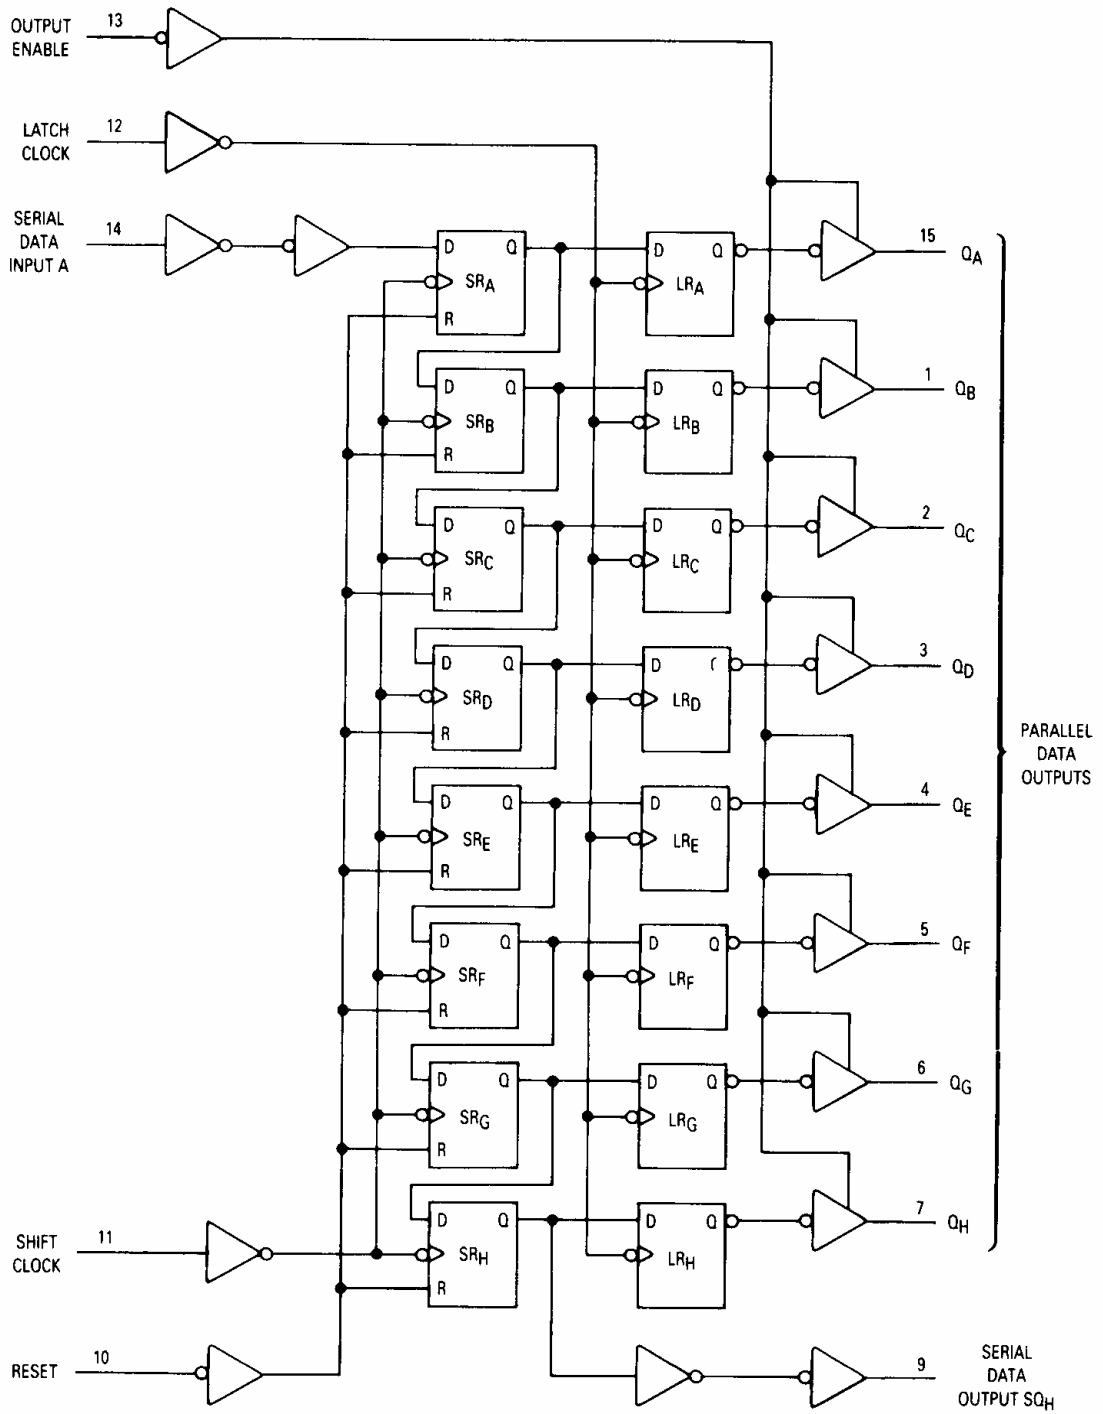 OUTPUT
ENABLE
13
LATCH
CLOCK
12
SERIAL
DATA
INPUT A
14
D Q
SRA
R
D Q
LRA
15
QA
D Q
SRB
R
D Q
LRB
1
QB
D Q
SRC
R
D Q
LRC
2
QC
D Q
SRD
R
D
LRD
3
QD
PARALLEL
DATA
OUTPUTS
D Q
SRE
R
D Q
LRE
4
QE
D Q
SRF
R
D Q
LRF
5
QF
D Q
SRG
R
D Q
LRG
6
QG
D Q
SRH
R
D Q
LRH
7
QH
SHIFT
CLOCK
11
RESET
10
9
SERIAL
DATA
OUTPUT SQH